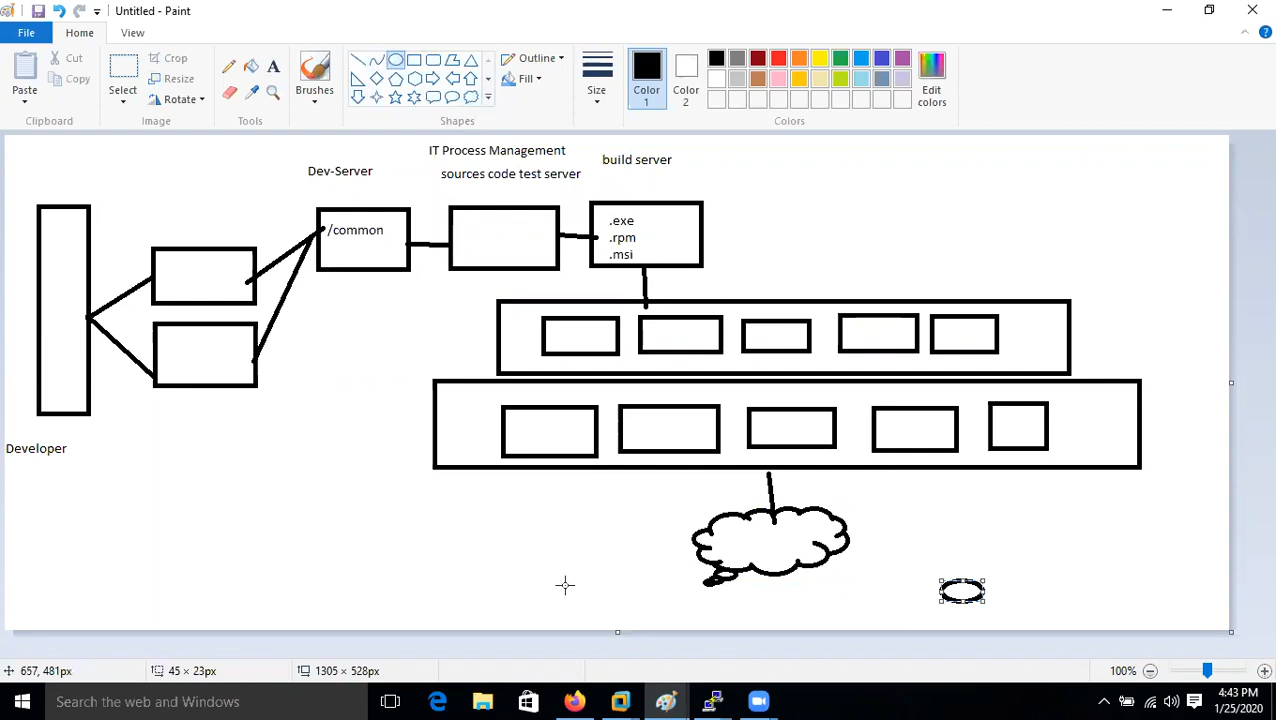 Untitled - Paint
File
Home
View
Paste
Cut
Copy
Clipboard
Select
Crop
Resize
Rotate
Image
Tools
Brushes
Shapes
Outline
Fill
Size
Color 1
Color 2
Edit colors
Colors
IT Process Management
build server
Dev-Server
sources code test server
/common
.exe
.rpm
.msi
Developer
657, 481px
45 × 23px
1305 × 528px
100%
Search the web and Windows
4:43 PM
1/25/2020